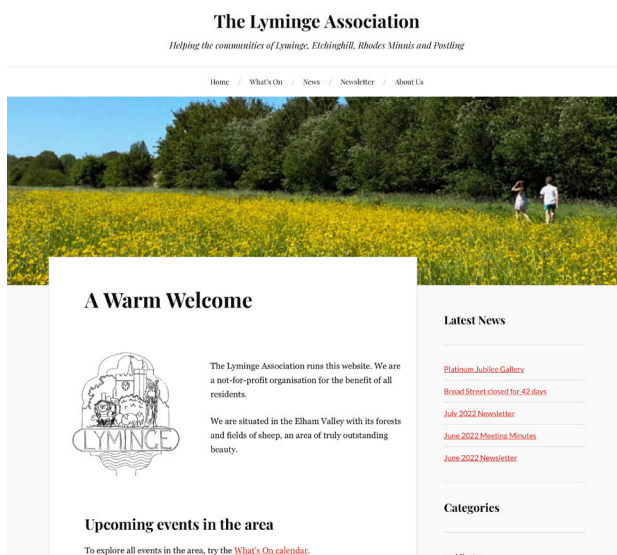 The Lyminge Association
Helping the communities of Lyminge, Etchinghill, Rhodes Minnis and Postling
Home / What's On / News / Newsletter / About Us
A Warm Welcome
LYMINGE
The Lyminge Association runs this website. We are
a not-for-profit organisation for the benefit of all
residents.
We are situated in the Elham Valley with its forests
and fields of sheep, an area of truly outstanding
beauty.
Upcoming events in the area
To explore all events in the area, try the What's On calendar.
Latest News
Platinum Jubilee Gallery
Broad Street closed for 42 days
July 2022 Newsletter
June 2022 Meeting Minutes
June 2022 Newsletter
Categories